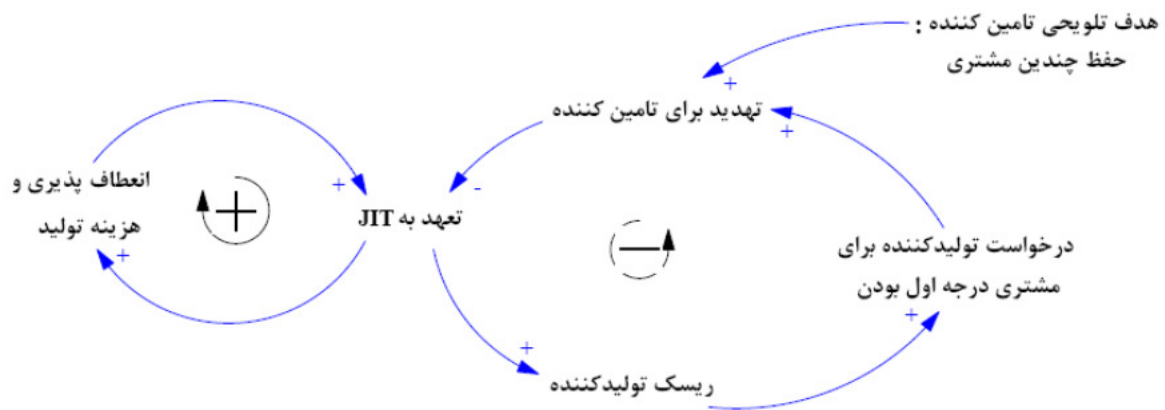 هدف تلویحی تامین کننده :
حفظ چندین مشتری
+
تهدید برای تامین کننده
+
-
انعطاف پذیری و
هزینه تولید
+
+
+
تعهد به JIT
—
درخواست تولیدکننده برای
مشتری درجه اول بودن
+
+
ریسک تولیدکننده